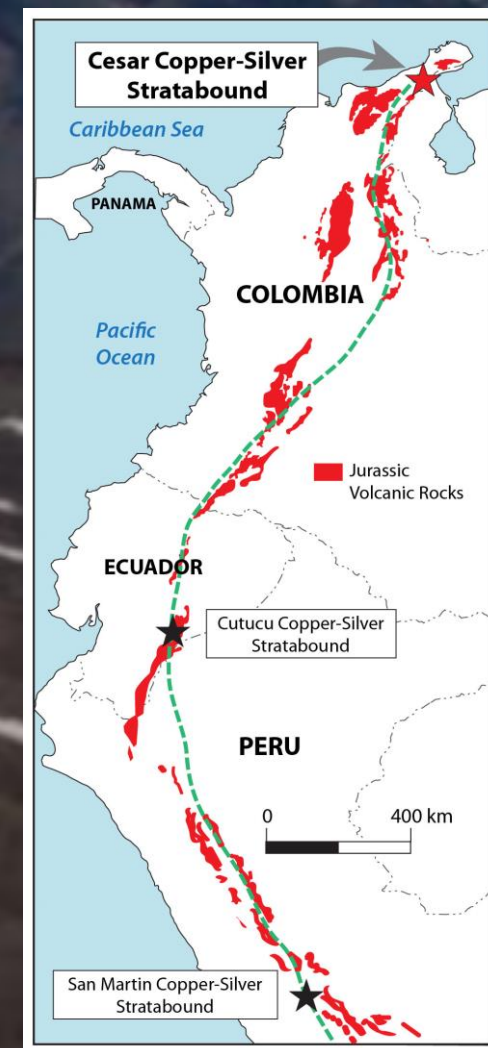 Cesar Copper-Silver
Stratabound
Caribbean Sea
PANAMA
COLOMBIA
Pacific
Ocean
Jurassic
Volcanic Rocks
ECUADOR
Cutucu Copper-Silver
Stratabound
PERU
0 400 km
San Martin Copper-Silver
Stratabound